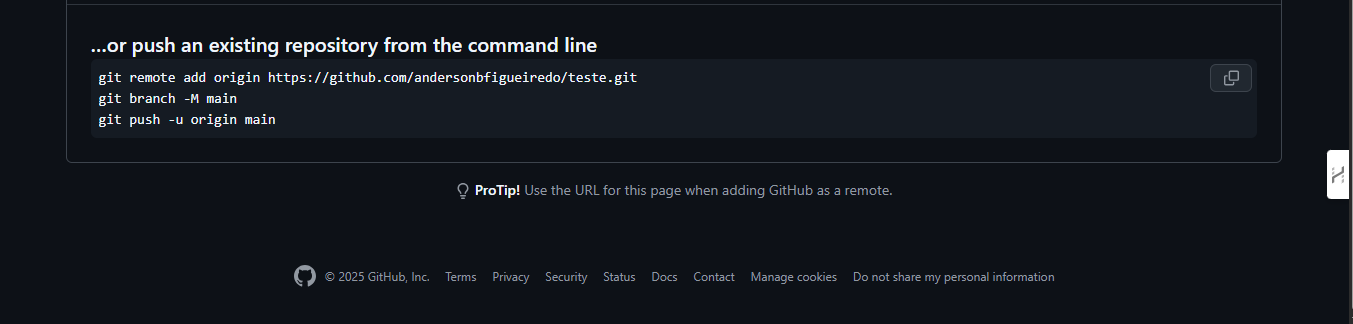 ...or push an existing repository from the command line
git remote add origin https://github.com/andersonbfigueiredo/teste.git
git branch -M main
git push -u origin main
ProTip! Use the URL for this page when adding GitHub as a remote.
© 2025 GitHub, Inc. Terms Privacy Security Status Docs Contact Manage cookies Do not share my personal information